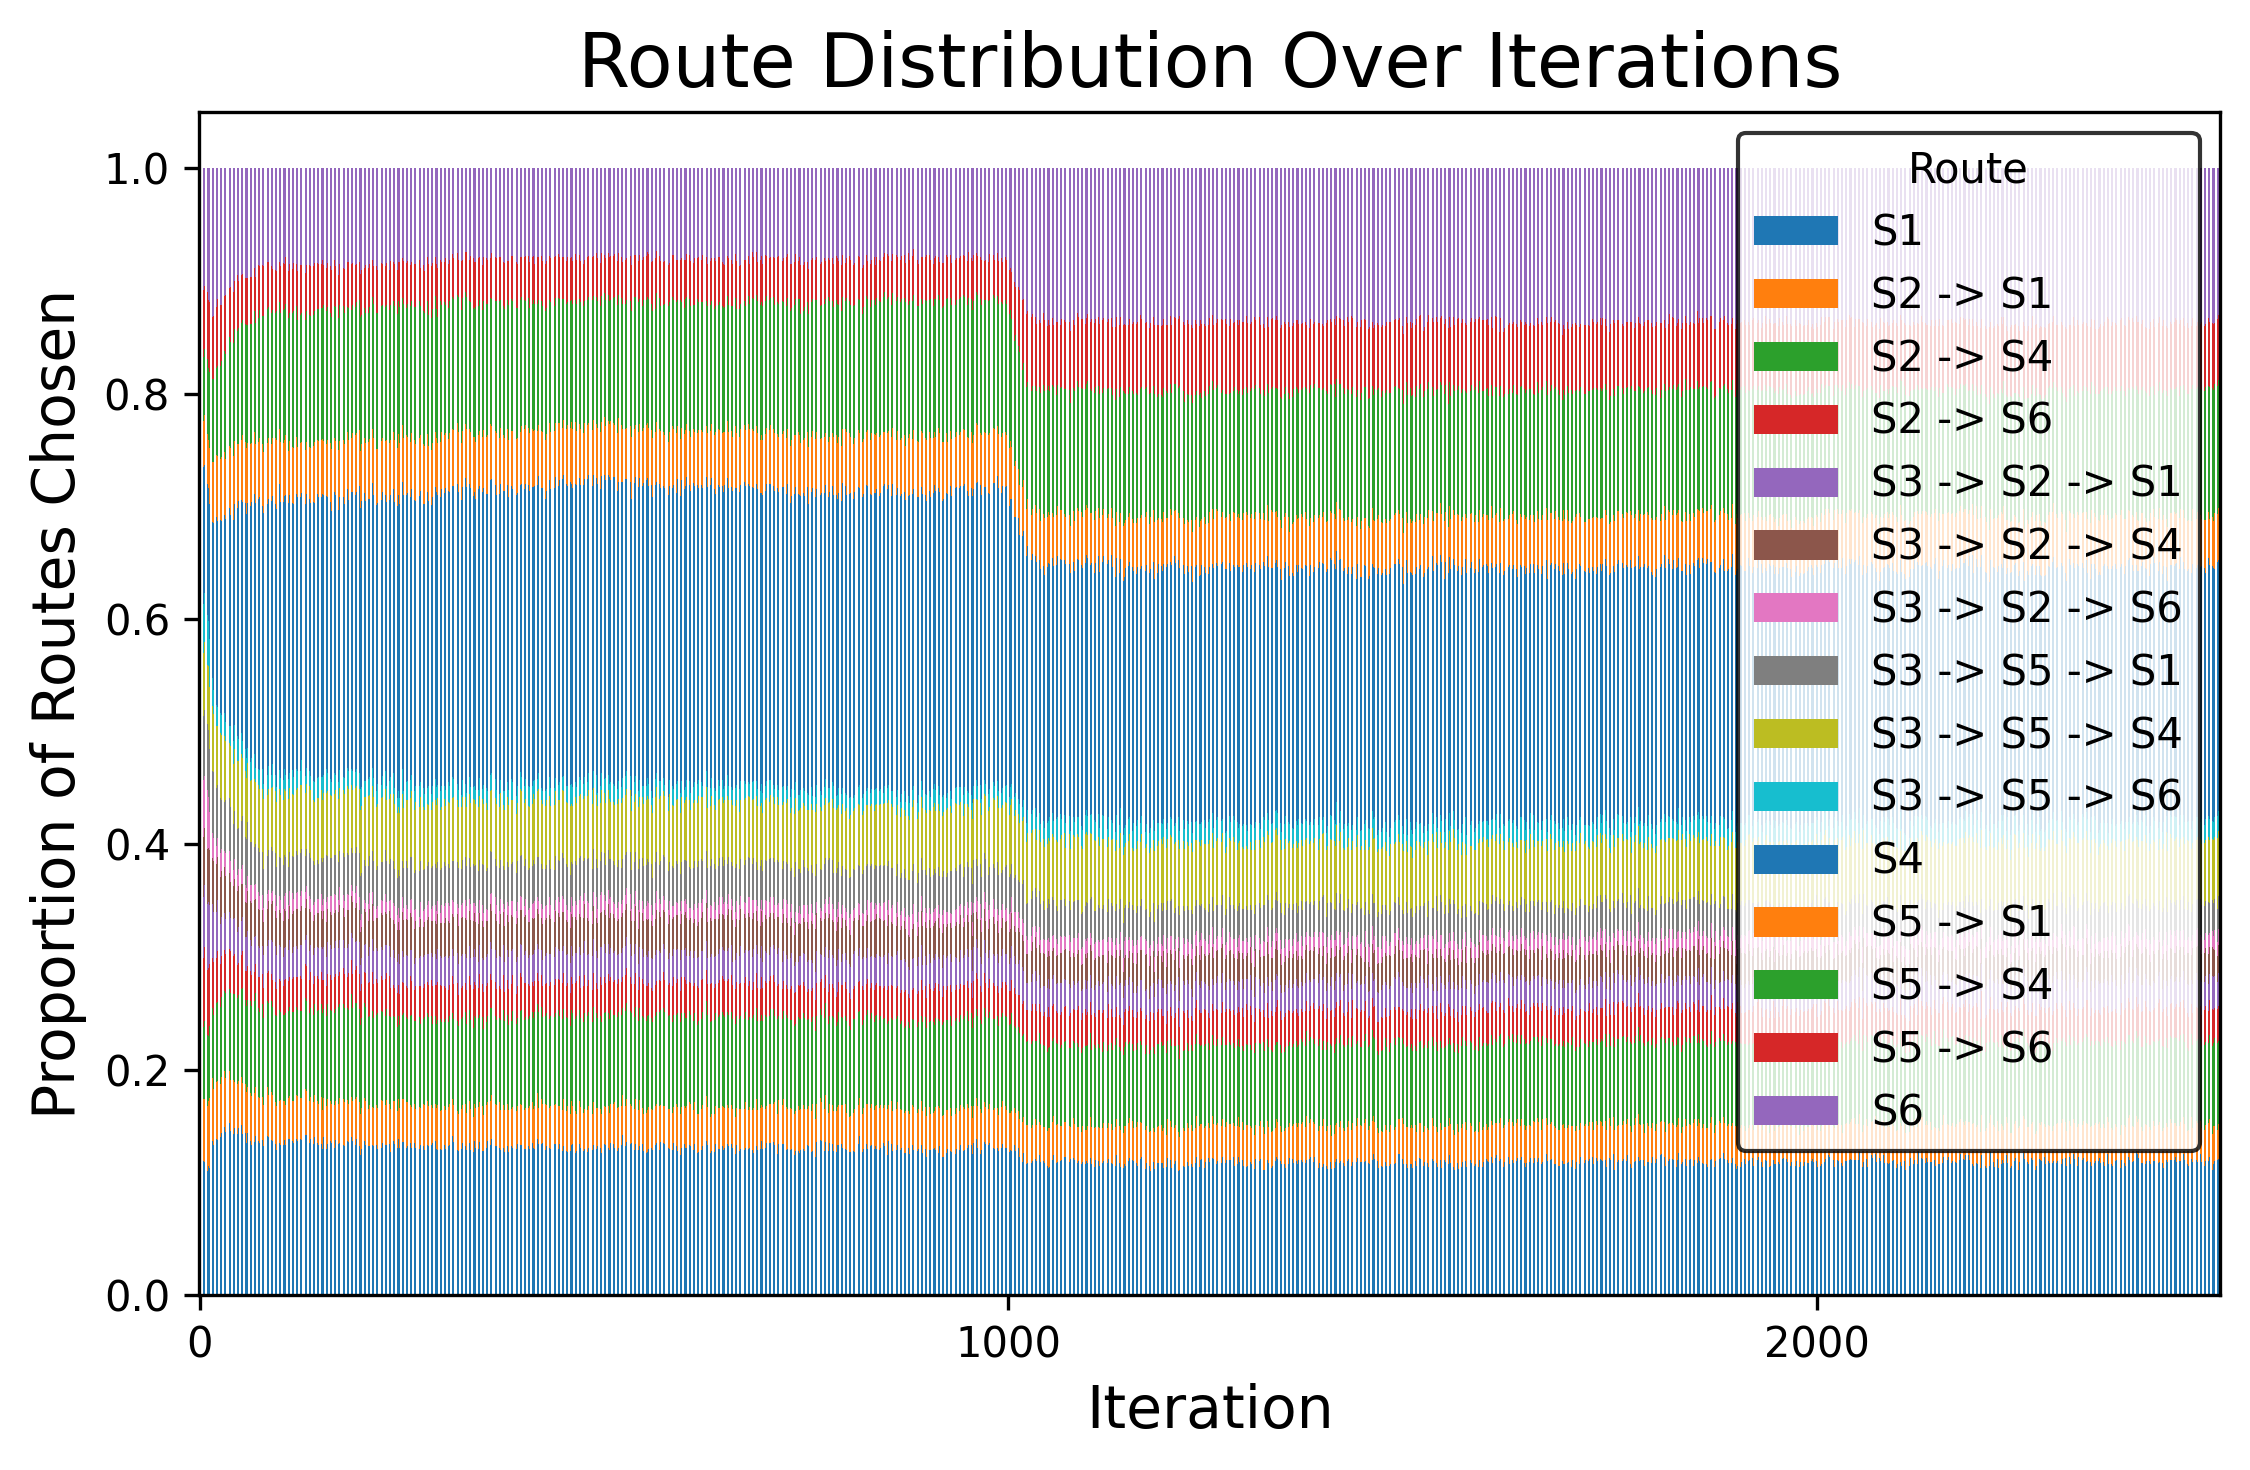 Route Distribution Over Iterations
Proportion of Routes Chosen
1.0
0.8
0.6
0.4
0.2
0.0
0
1000
2000
Iteration
Route
S1
S2 -> S1
S2 -> S4
S2 -> S6
S3 -> S2 -> S1
S3 -> S2 -> S4
S3 -> S2 -> S6
S3 -> S5 -> S1
S3 -> S5 -> S4
S3 -> S5 -> S6
S4
S5 -> S1
S5 -> S4
S5 -> S6
S6